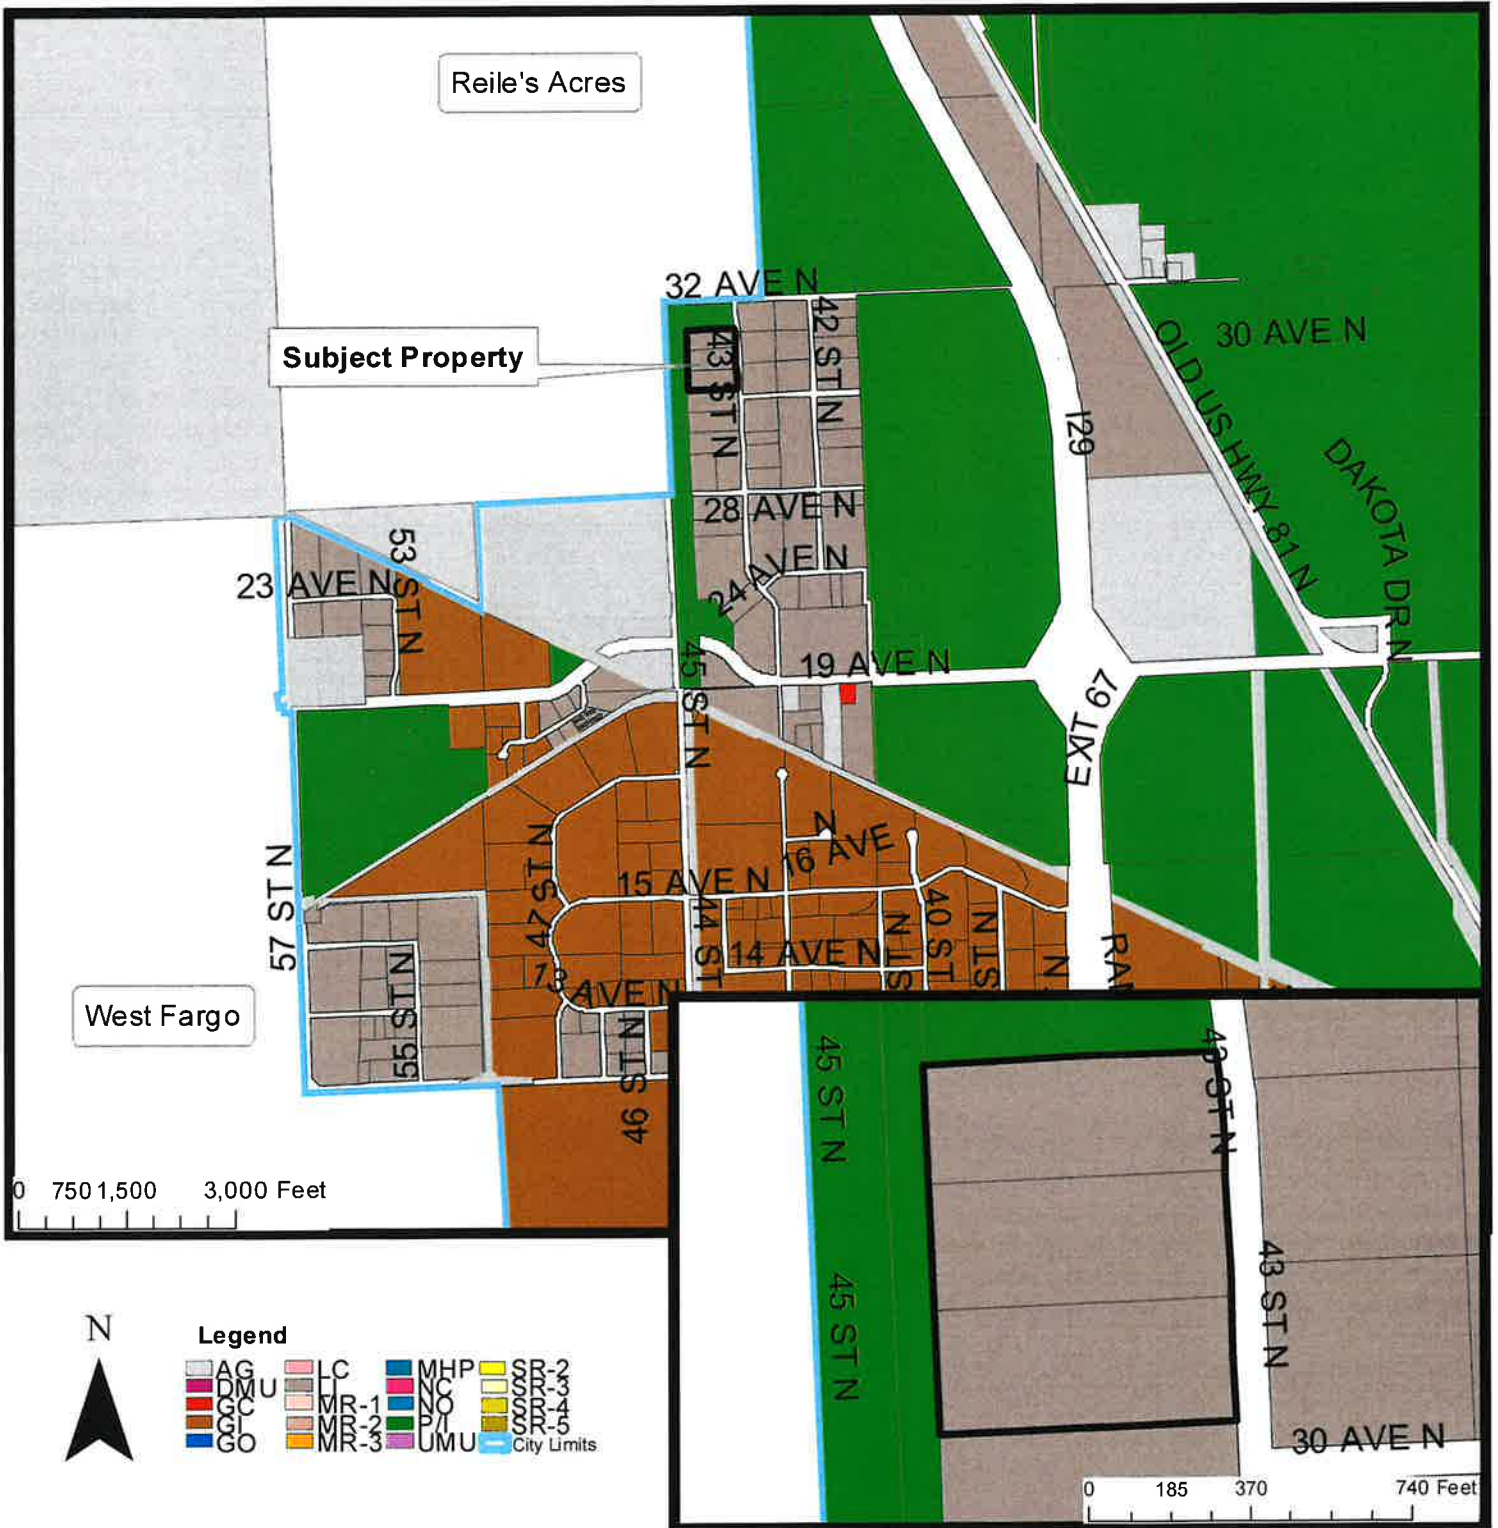 Reile's Acres
32 AVE N
42 ST N
Subject Property
43 ST N
30 AVE N
OLD US HWY 81 N
I29
DAKOTA DR N
28 AVE N
53 ST N
24 AVE N
23 AVE N
19 AVE N
45 ST N
EXIT 67
16 AVE
N
57 ST N
47 ST N
15 AVE N
44 ST
40 ST
ST N
ST N
N
14 AVE N
13 AVE N
55 ST N
46 ST N
West Fargo
0 750 1,500 3,000 Feet
45 ST N
43 ST N
45 ST N
43 ST N
30 AVE N
0 185 370 740 Feet
N
Legend
AG LC MHP SR-2
DMU LI NC SR-3
GC MR-1 NO SR-4
GI MR-2 P/I SR-5
GO MR-3 UMU City Limits